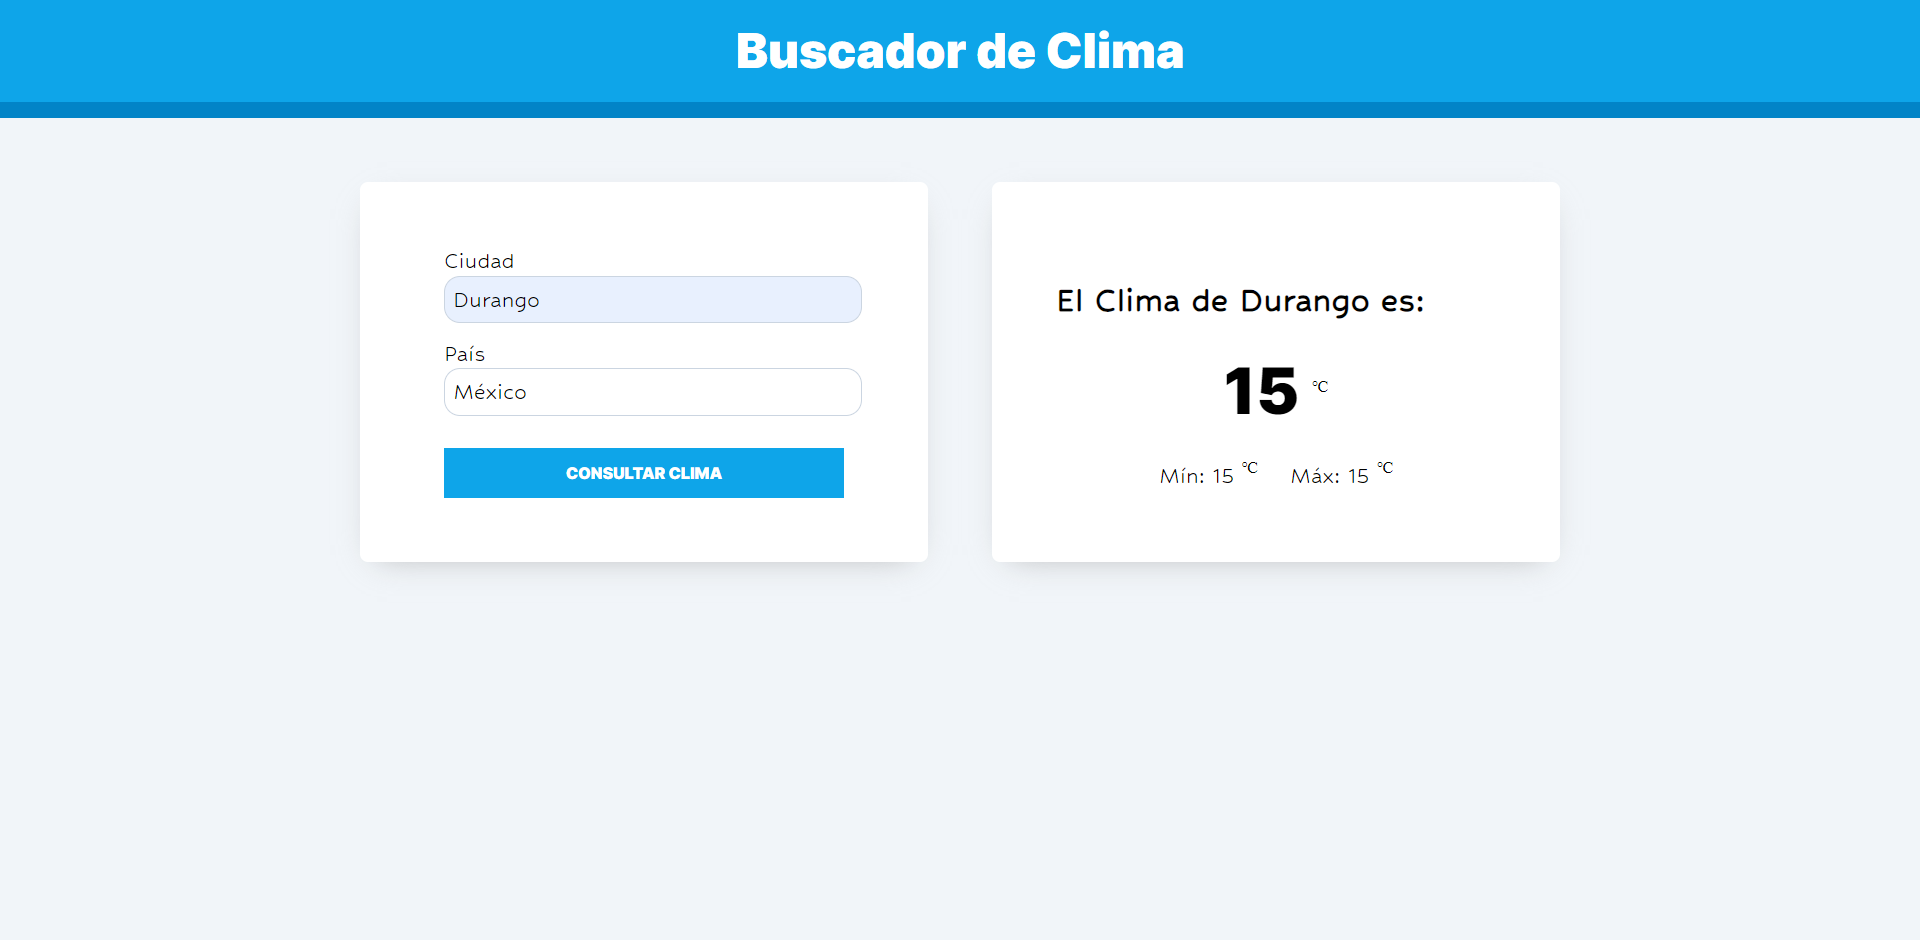 Buscador de Clima
Ciudad
Durango
País
México
CONSULTAR CLIMA
El Clima de Durango es:
15 ℃
Mín: 15 ℃ Máx: 15 ℃